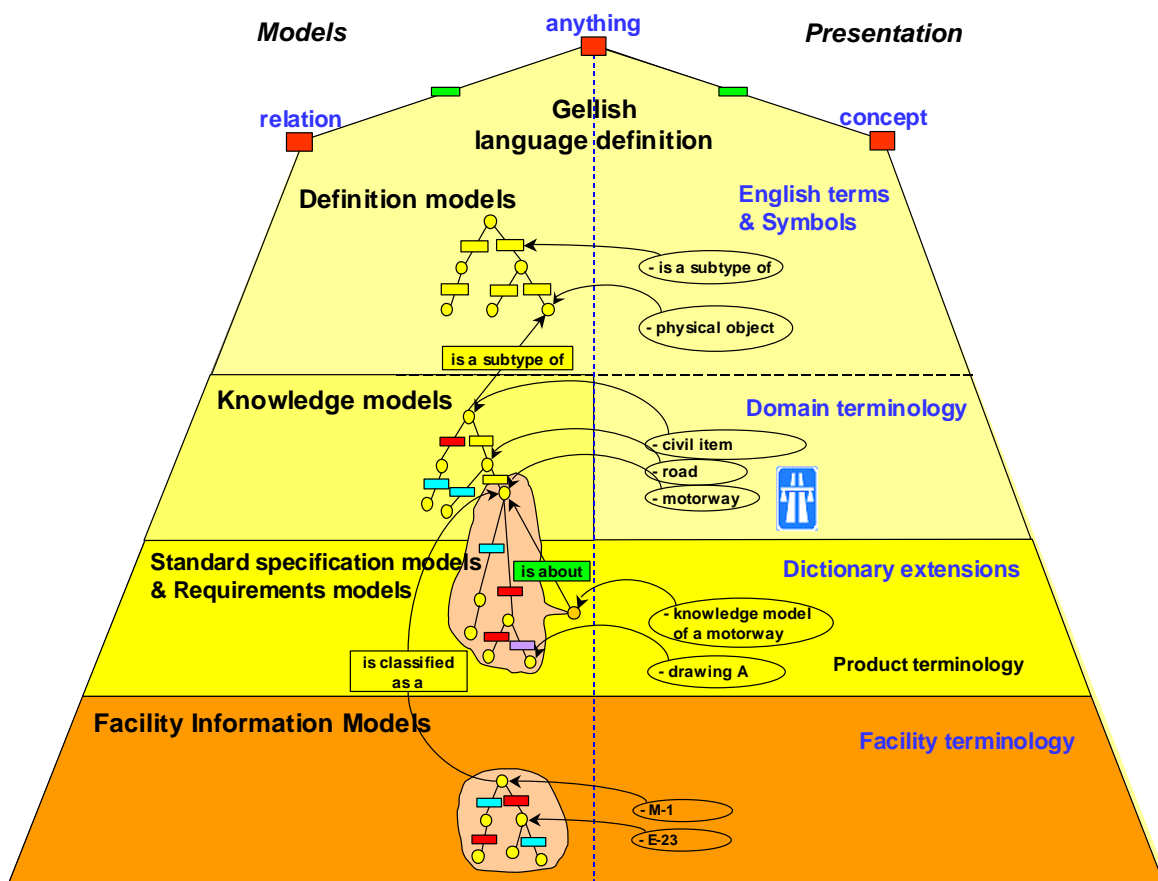 Models
anything
Presentation
relation
Gellish
language definition
concept
Definition models
English terms
& Symbols
- is a subtype of
- physical object
is a subtype of
Knowledge models
Domain terminology
- civil item
- road
- motorway
Standard specification models
& Requirements models
is about
Dictionary extensions
- knowledge model
of a motorway
is classified
as a
- drawing A
Product terminology
Facility Information Models
Facility terminology
- M-1
- E-23